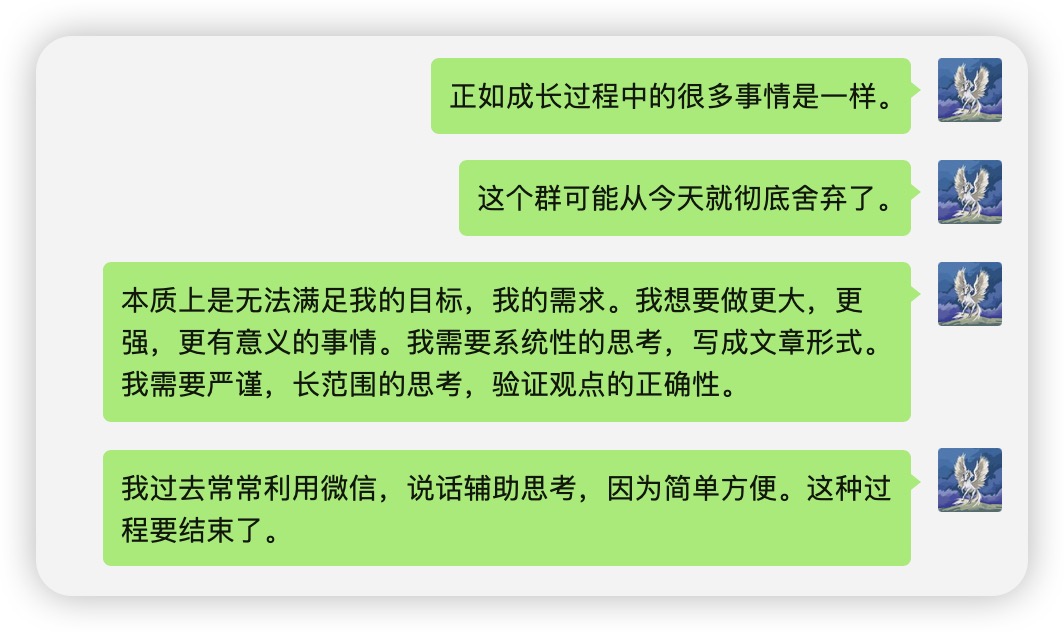 正如成长过程中的很多事情是一样。
这个群可能从今天就彻底舍弃了。
本质上是无法满足我的目标，我的需求。我想要做更大，更
强，更有意义的事情。我需要系统性的思考，写成文章形式。
我需要严谨，长范围的思考，验证观点的正确性。
我过去常常利用微信，说话辅助思考，因为简单方便。这种过
程要结束了。